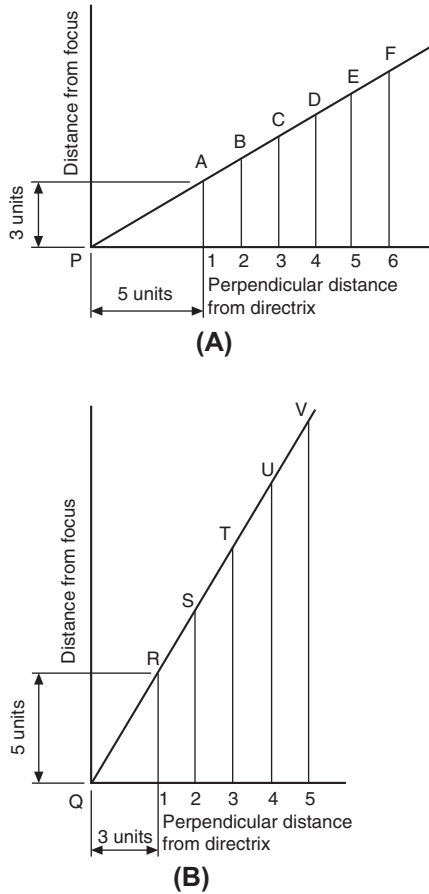 Distance from focus
F
E
D
C
B
A
3 units
P
1 2 3 4 5 6
5 units
Perpendicular distance
from directrix
(A)
V
U
Distance from focus
T
S
R
5 units
Q
1 2 3 4 5
3 units
Perpendicular distance
from directrix
(B)